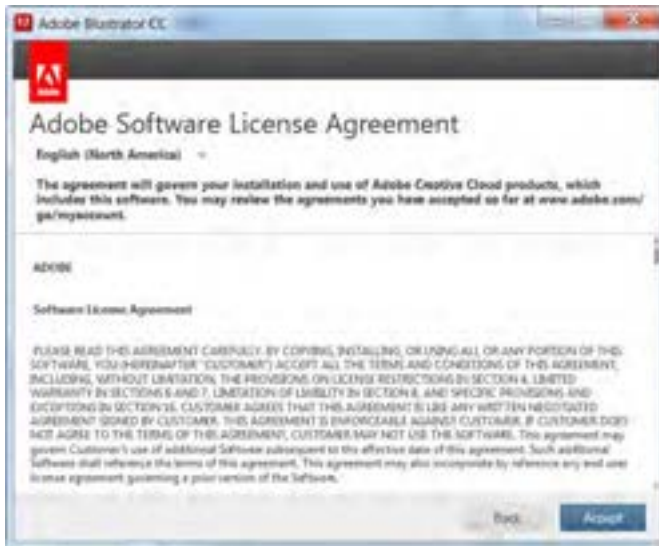 Adobe Illustrator CC
Adobe
Adobe Software License Agreement
English (North America)
The agreement will govern your installation and use of Adobe Creative Cloud products, which
includes this software. You may review the agreements you have accepted so far at www.adobe.com/
go/myaccount.
ADOBE
Software License Agreement
PLEASE READ THIS AGREEMENT CAREFULLY. BY COPYING, INSTALLING, OR USING ALL OR ANY PORTION OF THIS
SOFTWARE, YOU (HEREINAFTER "CUSTOMER") ACCEPT ALL THE TERMS AND CONDITIONS OF THIS AGREEMENT,
INCLUDING, WITHOUT LIMITATION, THE PROVISIONS ON LICENSE RESTRICTIONS IN SECTION 4, LIMITED
WARRANTY IN SECTIONS 6 AND 7, LIMITATION OF LIABILITY IN SECTION 8, AND SPECIFIC PROVISIONS AND
EXCEPTIONS IN SECTION 16. CUSTOMER AGREES THAT THIS AGREEMENT IS LIKE ANY WRITTEN NEGOTIATED
AGREEMENT SIGNED BY CUSTOMER. THIS AGREEMENT IS ENFORCEABLE AGAINST CUSTOMER. IF CUSTOMER DOES
NOT AGREE TO THE TERMS OF THIS AGREEMENT, CUSTOMER MAY NOT USE THE SOFTWARE. This agreement may
govern Customer's use of additional Software subsequent to the effective date of this agreement. Such additional
Software shall reference the terms of this agreement. This agreement may also incorporate by reference any end user
license agreement governing a prior version of the Software.
Back
Accept